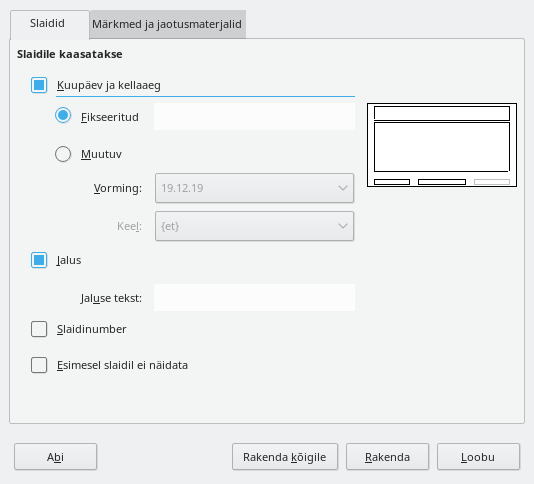 Slaidid
Märkmed ja jaotusmaterjalid
Slaidile kaasatakse
Kuupäev ja kellaaeg
Fikseeritud
Muutuv
Vorming: 19.12.19
Keel: {et}
Jalus
Jaluse tekst:
Slaidinumber
Esimesel slaidil ei näidata
Abi
Rakenda kõigile
Rakenda
Loobu